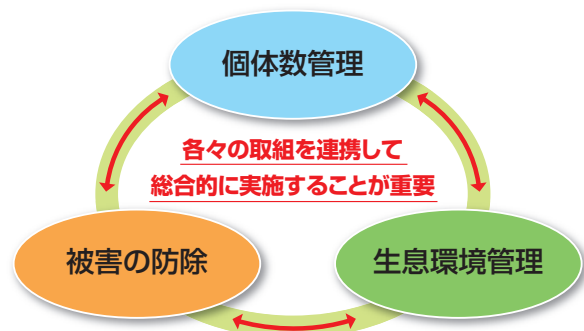 個体数管理
各々の取組を連携して
総合的に実施することが重要
被害の防除
生息環境管理